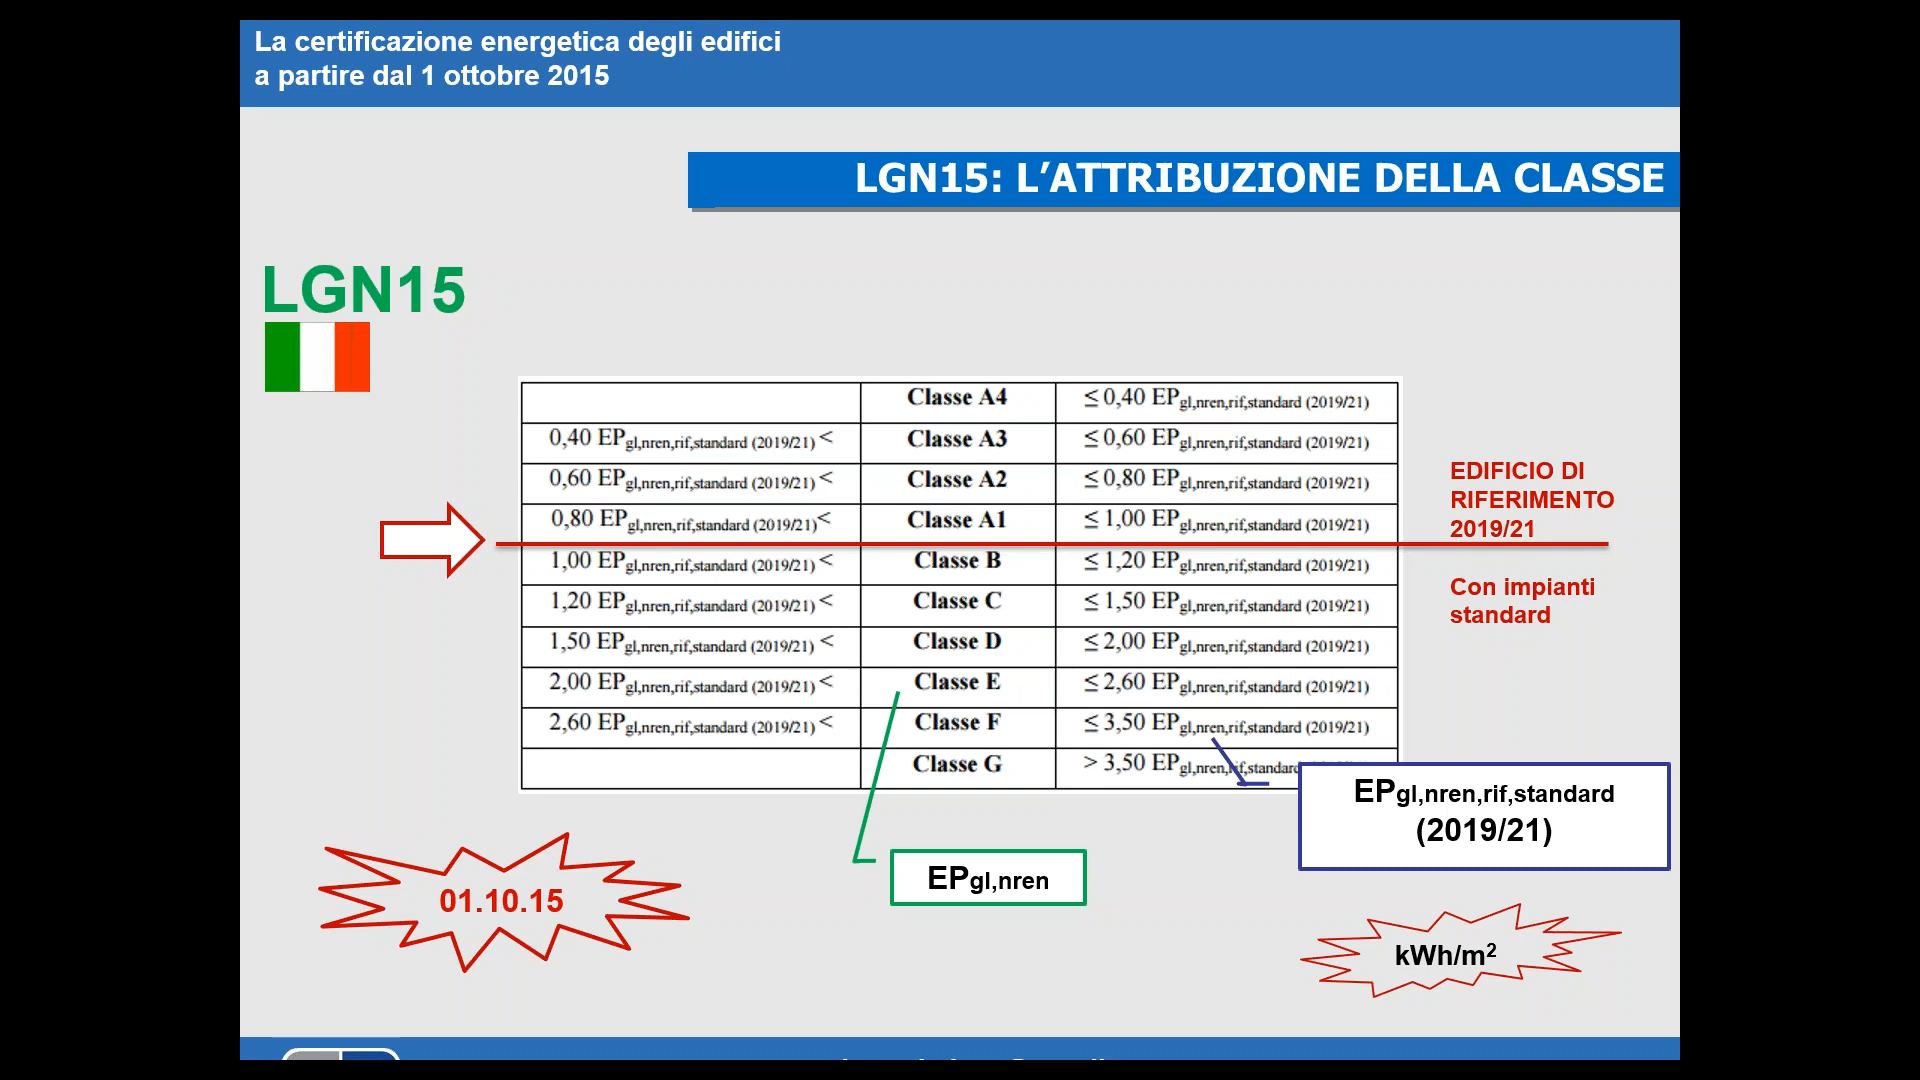 La certificazione energetica degli edifici
a partire dal 1 ottobre 2015
LGN15: L’ATTRIBUZIONE DELLA CLASSE
LGN15
Classe A4 ≤ 0,40 EPgl,nren,rif,standard (2019/21)
0,40 EPgl,nren,rif,standard (2019/21) < Classe A3 ≤ 0,60 EPgl,nren,rif,standard (2019/21)
0,60 EPgl,nren,rif,standard (2019/21) < Classe A2 ≤ 0,80 EPgl,nren,rif,standard (2019/21)
0,80 EPgl,nren,rif,standard (2019/21) < Classe A1 ≤ 1,00 EPgl,nren,rif,standard (2019/21)
1,00 EPgl,nren,rif,standard (2019/21) < Classe B ≤ 1,20 EPgl,nren,rif,standard (2019/21)
1,20 EPgl,nren,rif,standard (2019/21) < Classe C ≤ 1,50 EPgl,nren,rif,standard (2019/21)
1,50 EPgl,nren,rif,standard (2019/21) < Classe D ≤ 2,00 EPgl,nren,rif,standard (2019/21)
2,00 EPgl,nren,rif,standard (2019/21) < Classe E ≤ 2,60 EPgl,nren,rif,standard (2019/21)
2,60 EPgl,nren,rif,standard (2019/21) < Classe F ≤ 3,50 EPgl,nren,rif,standard (2019/21)
Classe G > 3,50 EPgl,nren,rif,standard
EDIFICIO DI
RIFERIMENTO
2019/21
Con impianti
standard
EPgl,nren,rif,standard
(2019/21)
EPgl,nren
01.10.15
kWh/m²